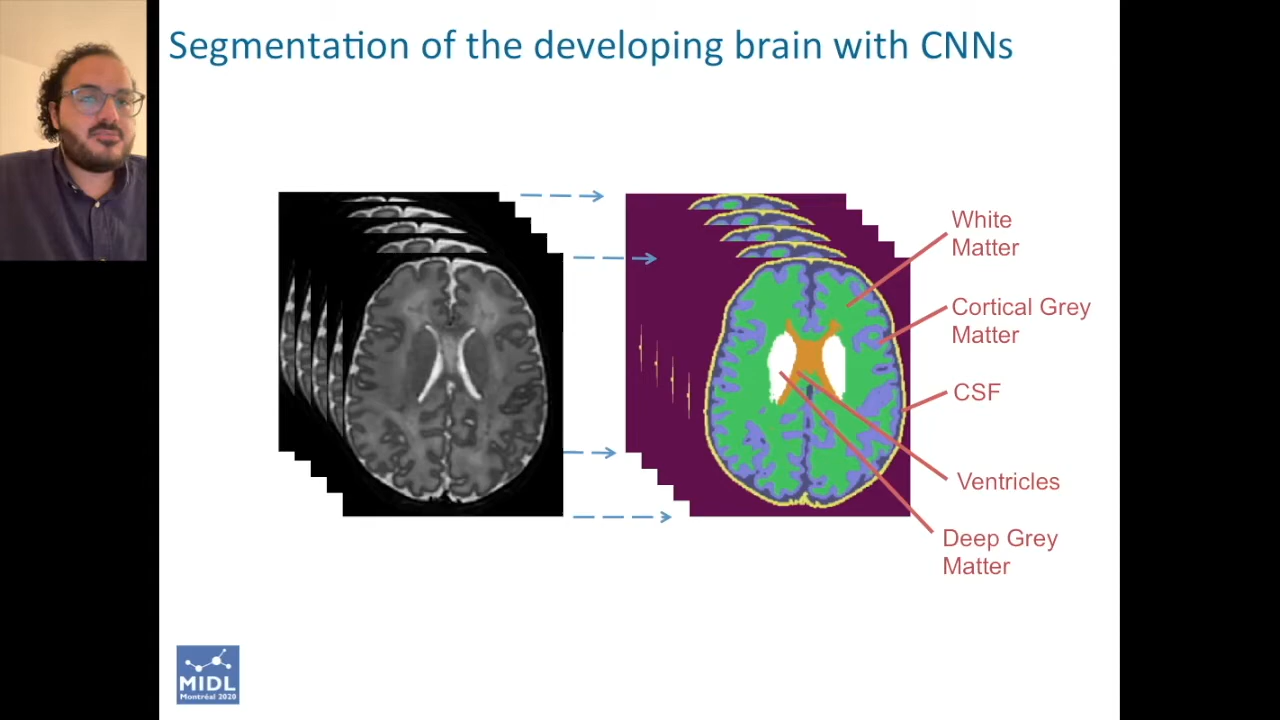 Segmentation of the developing brain with CNNs
White
Matter
Cortical Grey
Matter
CSF
Ventricles
Deep Grey
Matter
MIDL
Montréal 2020